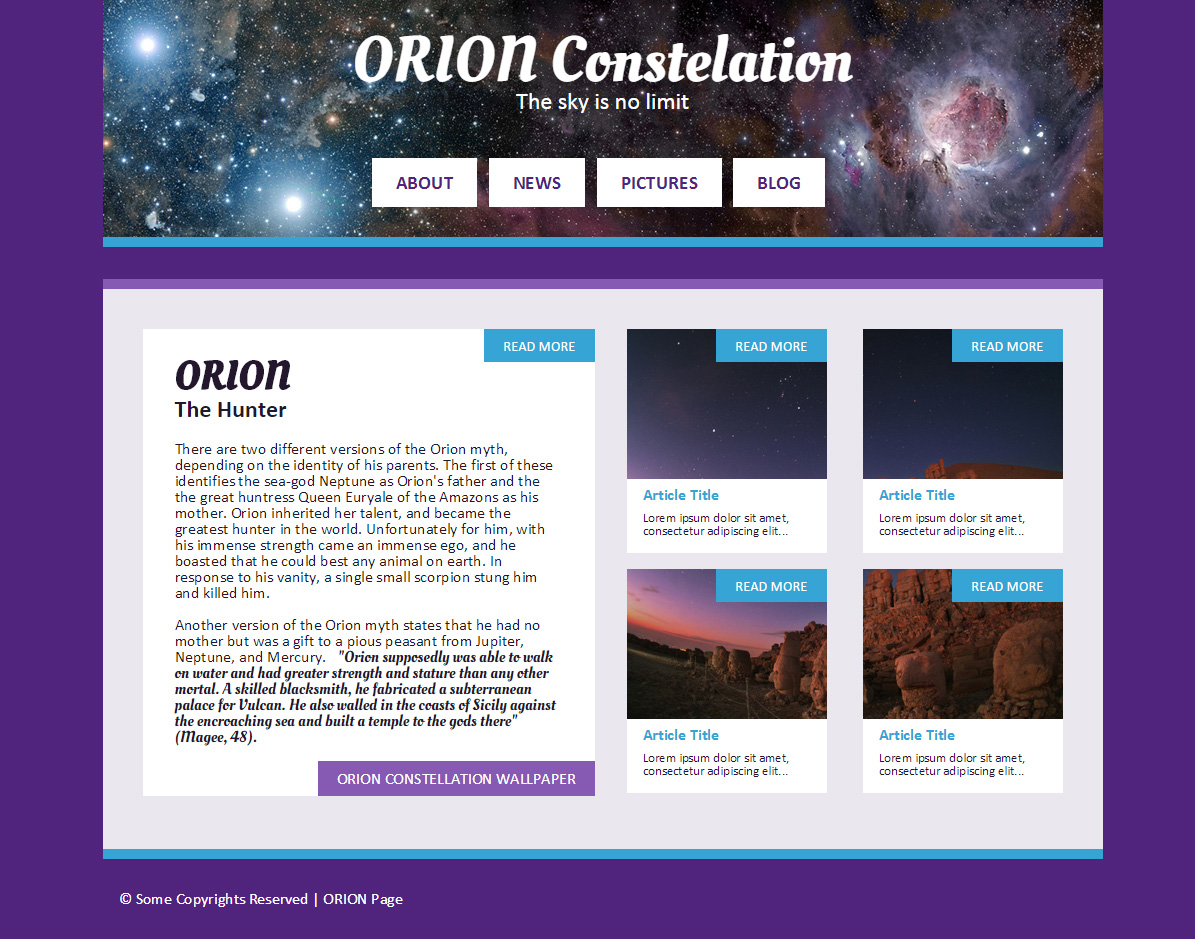 ORION Constelation
The sky is no limit
ABOUT NEWS PICTURES BLOG
READ MORE
ORION
The Hunter
There are two different versions of the Orion myth,
depending on the identity of his parents. The first of these
identifies the sea-god Neptune as Orion's father and the
the great huntress Queen Euryale of the Amazons as his
mother. Orion inherited her talent, and became the
greatest hunter in the world. Unfortunately for him, with
his immense strength came an immense ego, and he
boasted that he could best any animal on earth. In
response to his vanity, a single small scorpion stung him
and killed him.
Another version of the Orion myth states that he had no
mother but was a gift to a pious peasant from Jupiter,
Neptune, and Mercury. "Orion supposedly was able to walk
on water and had greater strength and stature than any other
mortal. A skilled blacksmith, he fabricated a subterranean
palace for Vulcan. He also walled in the coasts of Sicily against
the encroaching sea and built a temple to the gods there"
(Magee, 48).
ORION CONSTELLATION WALLPAPER
READ MORE
Article Title
Lorem ipsum dolor sit amet,
consectetur adipiscing elit...
READ MORE
Article Title
Lorem ipsum dolor sit amet,
consectetur adipiscing elit...
READ MORE
Article Title
Lorem ipsum dolor sit amet,
consectetur adipiscing elit...
READ MORE
Article Title
Lorem ipsum dolor sit amet,
consectetur adipiscing elit...
© Some Copyrights Reserved | ORION Page